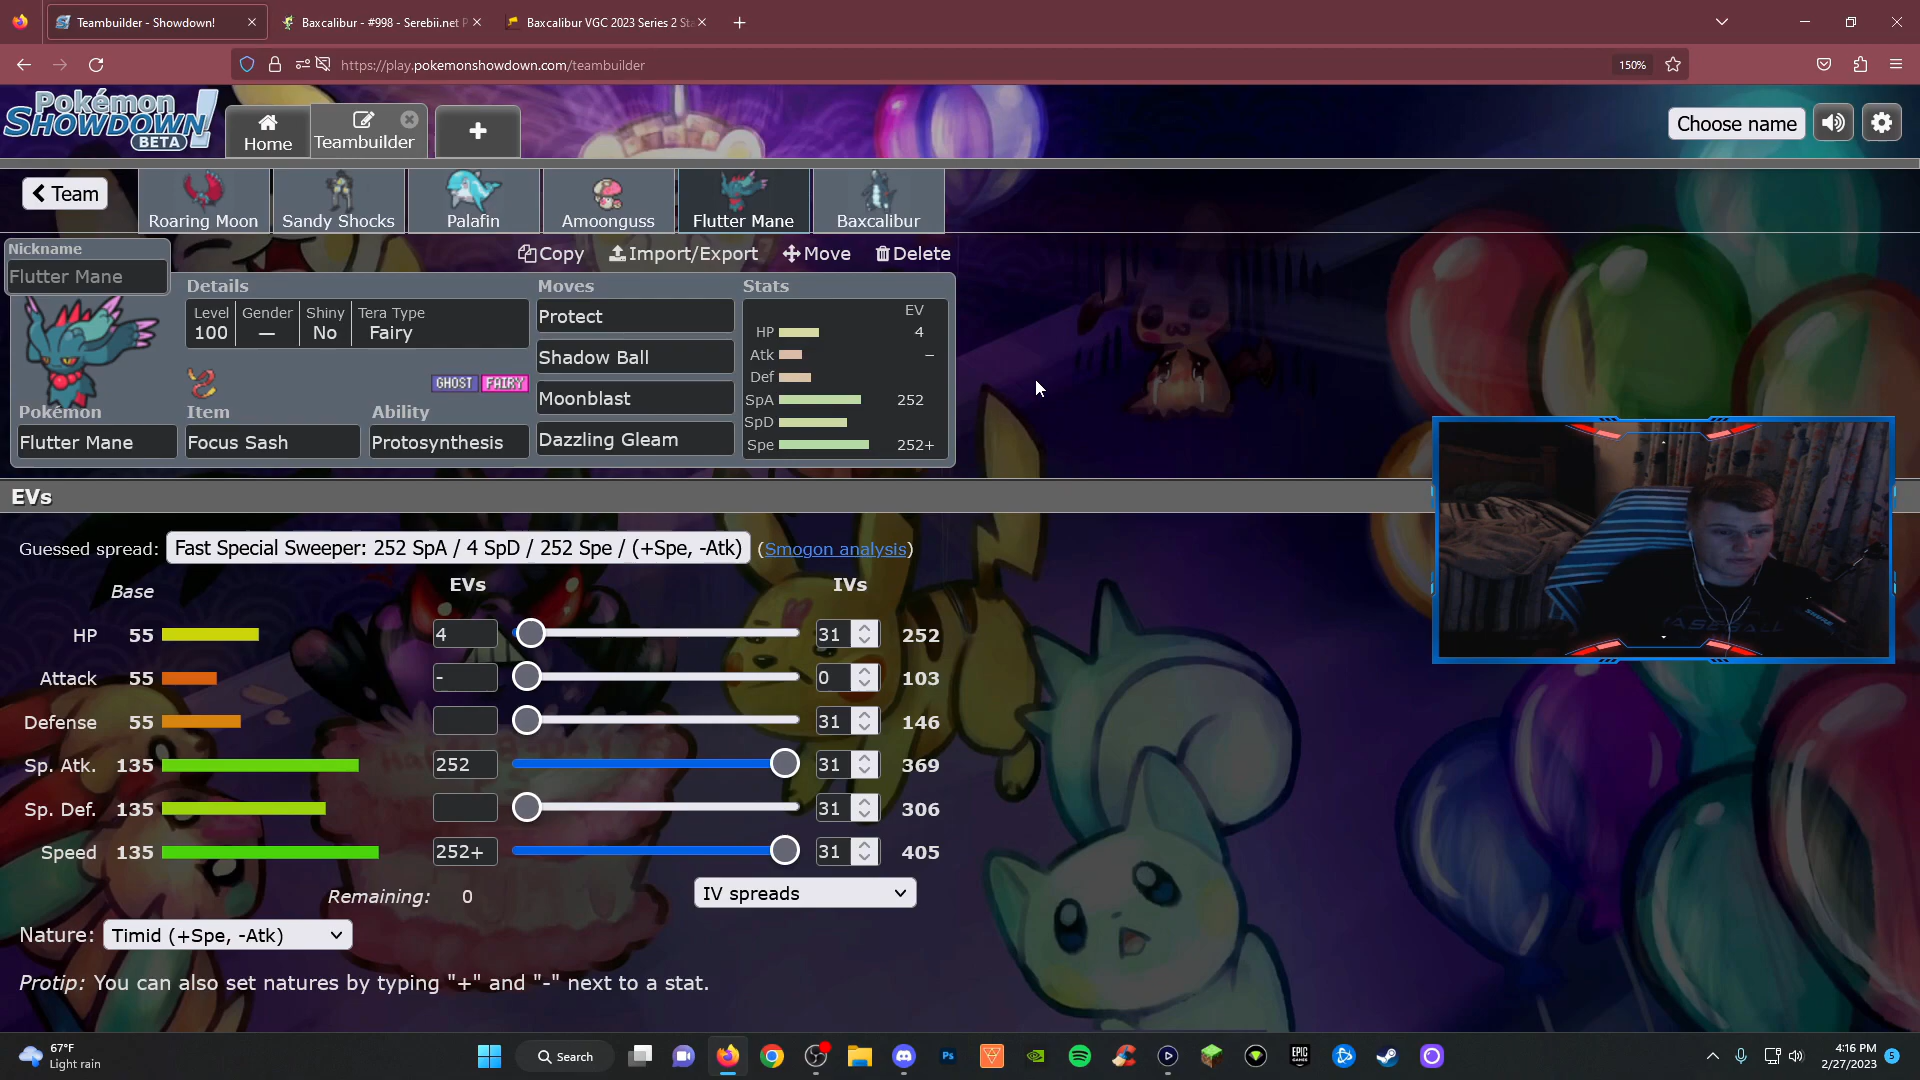 Teambuilder - Showdown!
Baxcalibur - #998 - Serebii.net P
Baxcalibur VGC 2023 Series 2 Sta
https://play.pokemonshowdown.com/teambuilder
150%
Pokémon
SHOWDOWN!
BETA
Home
Teambuilder
Choose name
Team
Roaring Moon
Sandy Shocks
Palafin
Amoonguss
Flutter Mane
Baxcalibur
Nickname
Flutter Mane
Copy
Import/Export
Move
Delete
Details
Level
100
Gender
—
Shiny
No
Tera Type
Fairy
GHOST
FAIRY
Pokémon
Flutter Mane
Item
Focus Sash
Ability
Protosynthesis
Moves
Protect
Shadow Ball
Moonblast
Dazzling Gleam
Stats
EV
HP 4
Atk –
Def
SpA 252
SpD
Spe 252+
EVs
Guessed spread: Fast Special Sweeper: 252 SpA / 4 SpD / 252 Spe / (+Spe, -Atk) (Smogon analysis)
Base EVs IVs
HP 55 4 31 252
Attack 55 - 0 103
Defense 55 31 146
Sp. Atk. 135 252 31 369
Sp. Def. 135 31 306
Speed 135 252+ 31 405
Remaining: 0
IV spreads
Nature: Timid (+Spe, -Atk)
Protip: You can also set natures by typing "+" and "-" next to a stat.
67°F
Light rain
Search
Ps
EPIC
GAMES
4:16 PM
2/27/2023
5